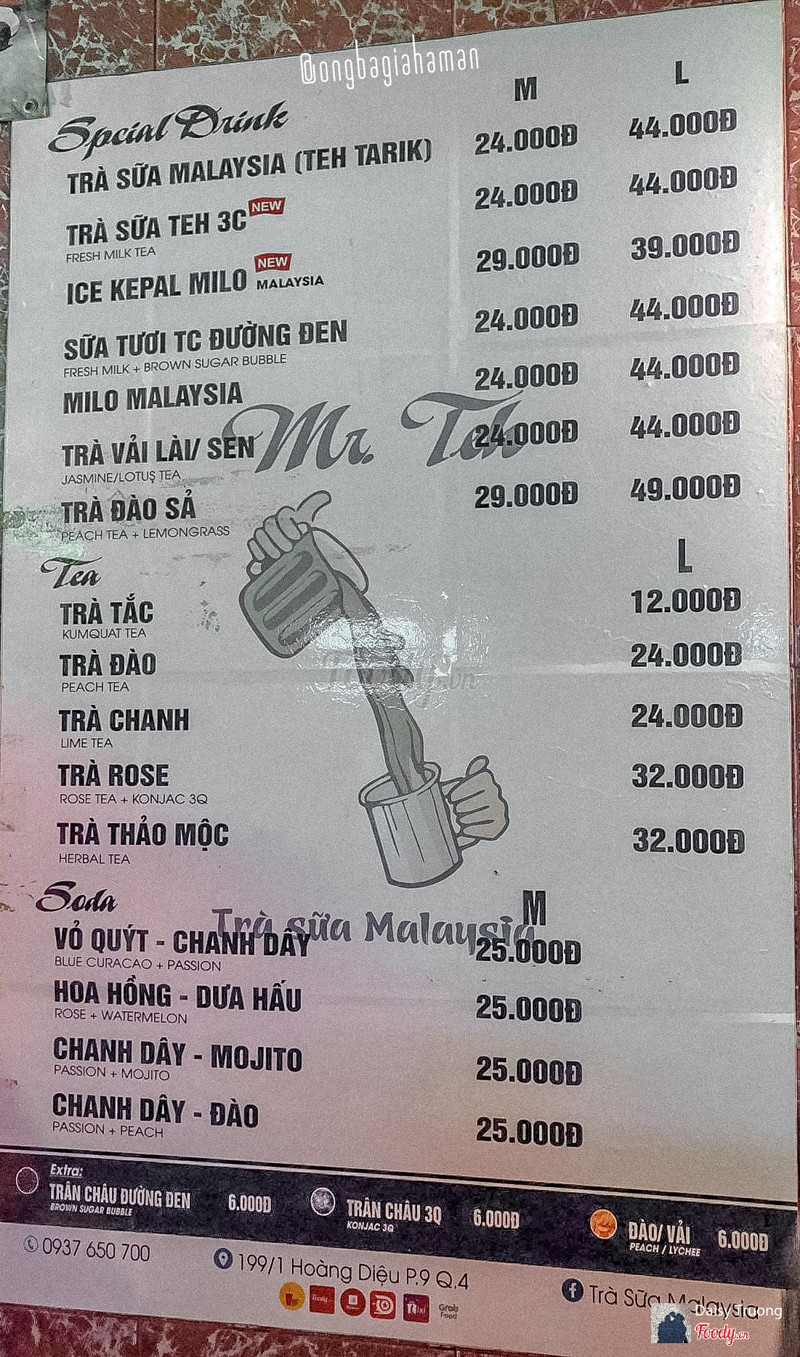 @ongbagiahaman
M L
Spcial Drink
TRÀ SỮA MALAYSIA (TEH TARIK) 24.000Đ 44.000Đ
TRÀ SỮA TEH 3C NEW 24.000Đ 44.000Đ
FRESH MILK TEA
ICE KEPAL MILO NEW MALAYSIA 29.000Đ 39.000Đ
SỮA TƯƠI TC ĐƯỜNG ĐEN 24.000Đ 44.000Đ
FRESH MILK + BROWN SUGAR BUBBLE
MILO MALAYSIA 24.000Đ 44.000Đ
Mr. Teh
TRÀ VẢI LÀI/ SEN 24.000Đ 44.000Đ
JASMINE/LOTUS TEA
TRÀ ĐÀO SẢ 29.000Đ 49.000Đ
PEACH TEA + LEMONGRASS
Tea L
TRÀ TẮC 12.000Đ
KUMQUAT TEA
TRÀ ĐÀO 24.000Đ
PEACH TEA
TRÀ CHANH 24.000Đ
LIME TEA
TRÀ ROSE 32.000Đ
ROSE TEA + KONJAC 3Q
TRÀ THẢO MỘC 32.000Đ
HERBAL TEA
Soda M
Trà sữa Malaysia
VỎ QUÝT - CHANH DÂY 25.000Đ
BLUE CURACAO + PASSION
HOA HỒNG - DƯA HẤU 25.000Đ
ROSE + WATERMELON
CHANH DÂY - MOJITO 25.000Đ
PASSION + MOJITO
CHANH DÂY - ĐÀO 25.000Đ
PASSION + PEACH
Extra:
TRÂN CHÂU ĐƯỜNG ĐEN 6.000Đ TRÂN CHÂU 3Q 6.000Đ ĐÀO/ VẢI 6.000Đ
BROWN SUGAR BUBBLE KONJAC 3Q PEACH / LYCHEE
0937 650 700 199/1 Hoàng Diệu P.9 Q.4 Trà Sữa Malaysia
Grab
Food
Daisy Truong
Foody.vn